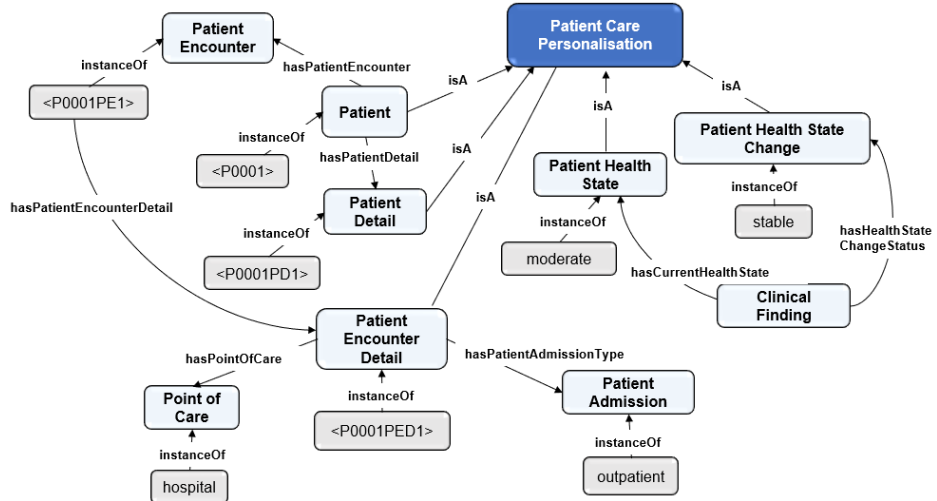 Patient
Encounter
Patient Care
Personalisation
instanceOf
hasPatientEncounter
isA
isA
<P0001PE1>
Patient
isA
instanceOf
Patient Health State
Change
<P0001>
hasPatientDetail
isA
Patient Health
State
instanceOf
hasPatientEncounterDetail
Patient
Detail
isA
instanceOf
stable
instanceOf
hasHealthState
ChangeStatus
<P0001PD1>
moderate
hasCurrentHealthState
Clinical
Finding
Patient
Encounter
Detail
hasPointOfCare
hasPatientAdmissionType
Point of
Care
instanceOf
Patient
Admission
<P0001PED1>
instanceOf
instanceOf
hospital
outpatient